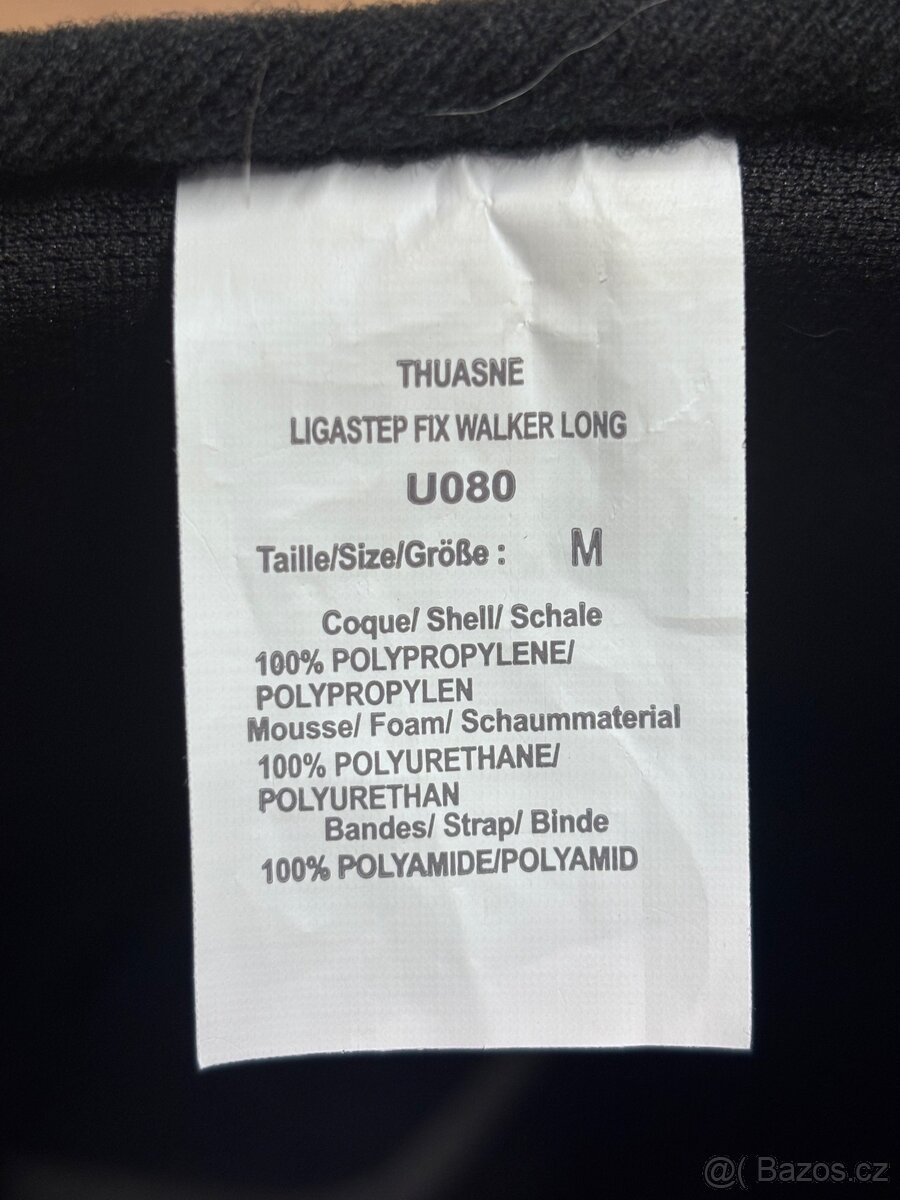 THUASNE
LIGASTEP FIX WALKER LONG
U080
Taille/Size/Größe : M
Coque/ Shell/ Schale
100% POLYPROPYLENE/
POLYPROPYLEN
Mousse/ Foam/ Schaummaterial
100% POLYURETHANE/
POLYURETHAN
Bandes/ Strap/ Binde
100% POLYAMIDE/POLYAMID
@( Bazos.cz